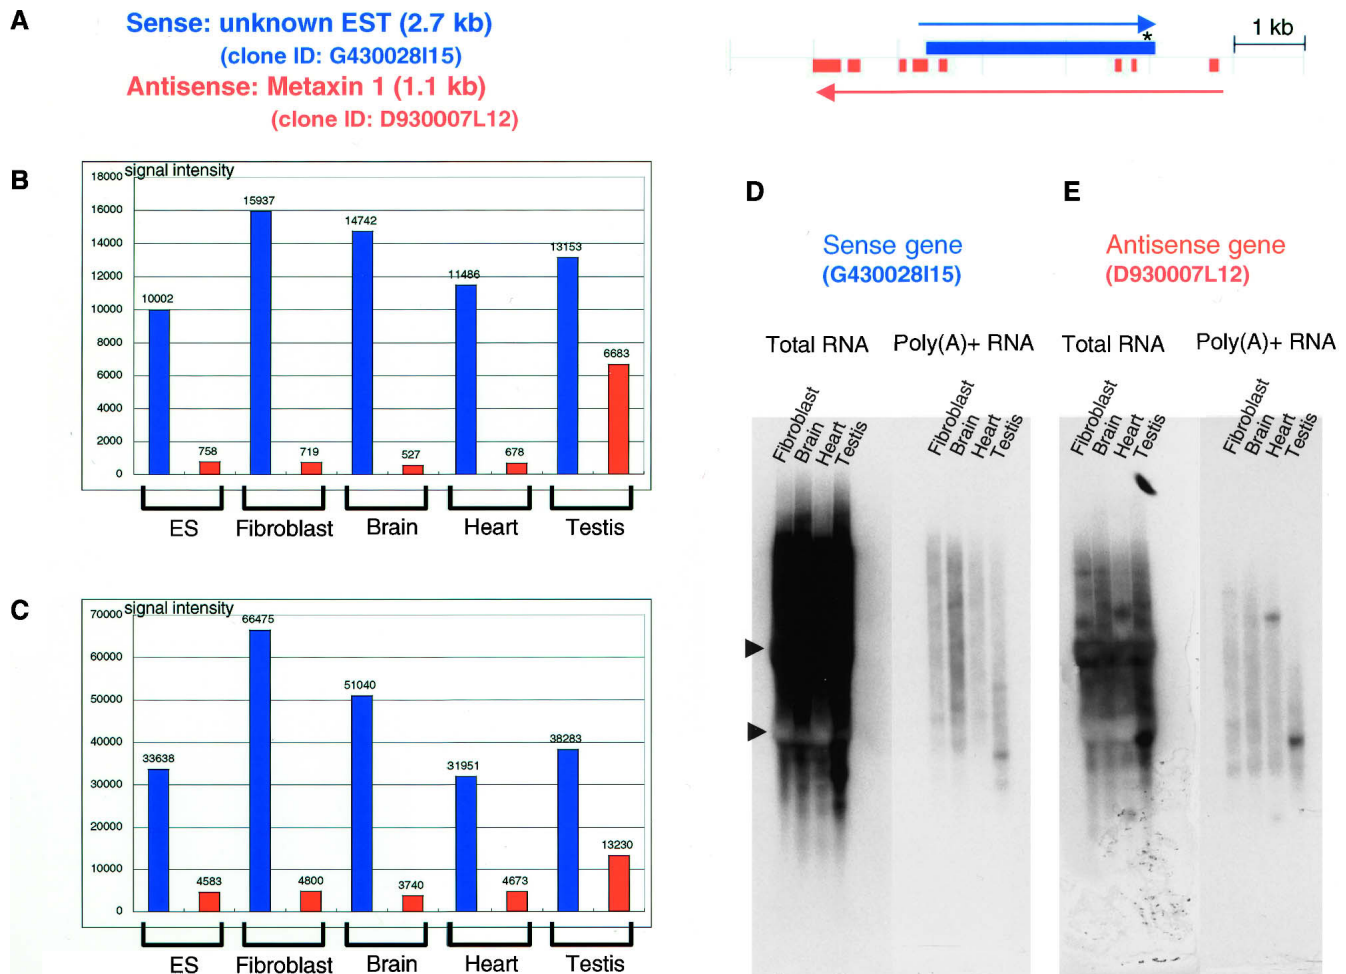 A
Sense: unknown EST (2.7 kb)
(clone ID: G430028I15)
Antisense: Metaxin 1 (1.1 kb)
(clone ID: D930007L12)
*
1 kb
B
signal intensity
18000
16000
14000
12000
10000
8000
6000
4000
2000
0
10002
758
15937
719
14742
527
11486
678
13153
6683
ES Fibroblast Brain Heart Testis
C
signal intensity
70000
60000
50000
40000
30000
20000
10000
0
33638
4583
66475
4800
51040
3740
31951
4673
38283
13230
ES Fibroblast Brain Heart Testis
D
Sense gene
(G430028I15)
Total RNA Poly(A)+ RNA
Fibroblast
Brain
Heart
Testis
Fibroblast
Brain
Heart
Testis
E
Antisense gene
(D930007L12)
Total RNA Poly(A)+ RNA
Fibroblast
Brain
Heart
Testis
Fibroblast
Brain
Heart
Testis